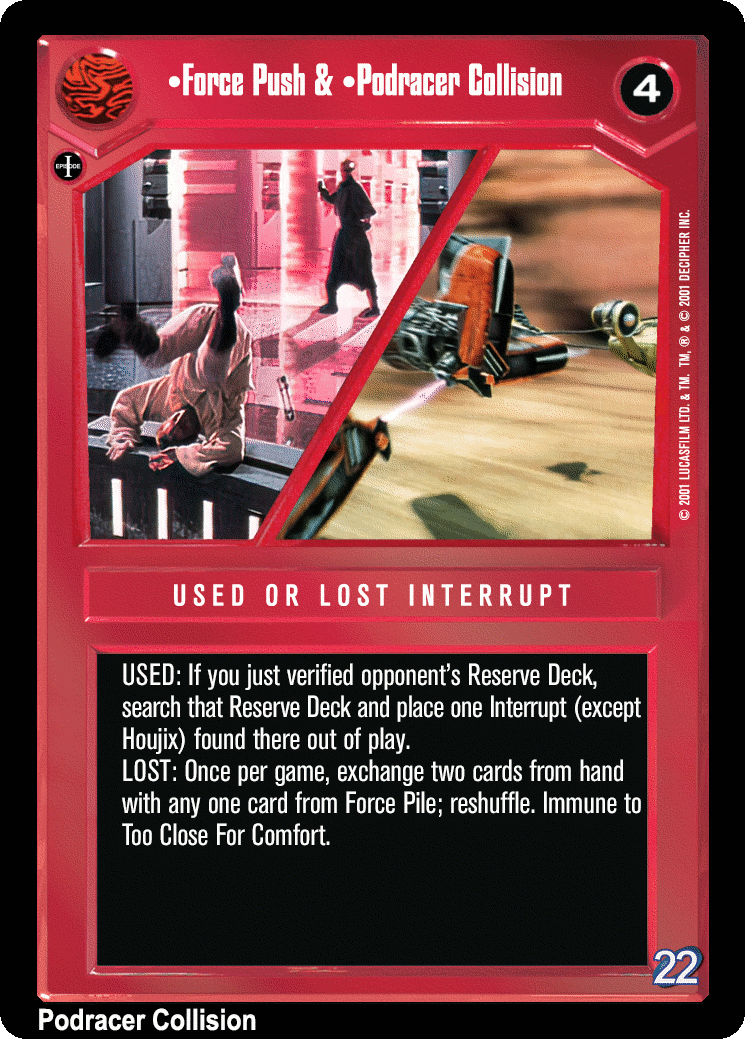 •Force Push & •Podracer Collision
4
EPISODE
I
© 2001 LUCASFILM LTD. & TM. TM, ® & © 2001 DECIPHER INC.
USED OR LOST INTERRUPT
USED: If you just verified opponent's Reserve Deck,
search that Reserve Deck and place one Interrupt (except
Houjix) found there out of play.
LOST: Once per game, exchange two cards from hand
with any one card from Force Pile; reshuffle. Immune to
Too Close For Comfort.
22
Podracer Collision